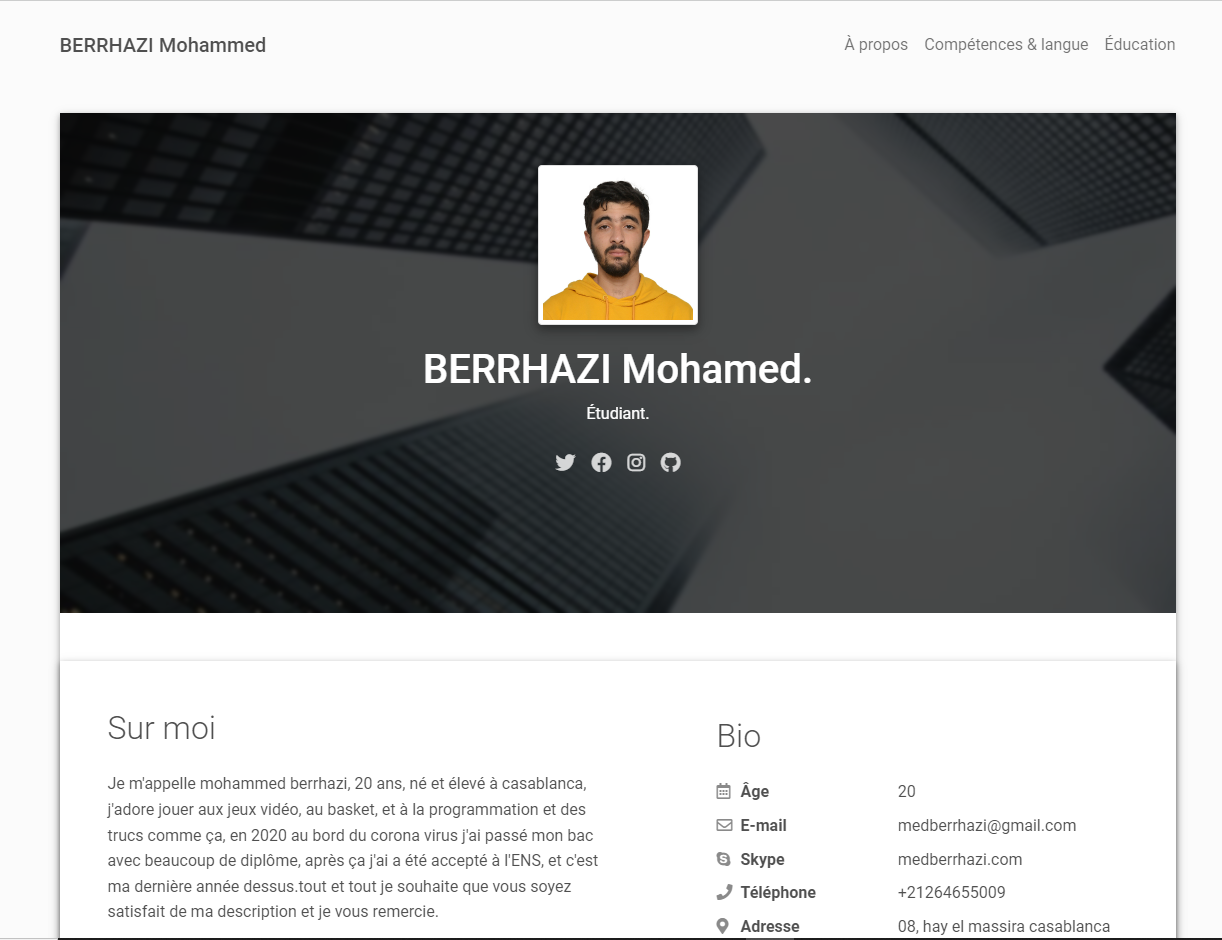 BERRHAZI Mohammed
À propos Compétences & langue Éducation
BERRHAZI Mohamed.
Étudiant.
Sur moi
Je m'appelle mohammed berrhazi, 20 ans, né et élevé à casablanca,
j'adore jouer aux jeux vidéo, au basket, et à la programmation et des
trucs comme ça, en 2020 au bord du corona virus j'ai passé mon bac
avec beaucoup de diplôme, après ça j'ai a été accepté à l'ENS, et c'est
ma dernière année dessus.tout et tout je souhaite que vous soyez
satisfait de ma description et je vous remercie.
Bio
Âge 20
E-mail medberrhazi@gmail.com
Skype medberrhazi.com
Téléphone +21264655009
Adresse 08, hay el massira casablanca